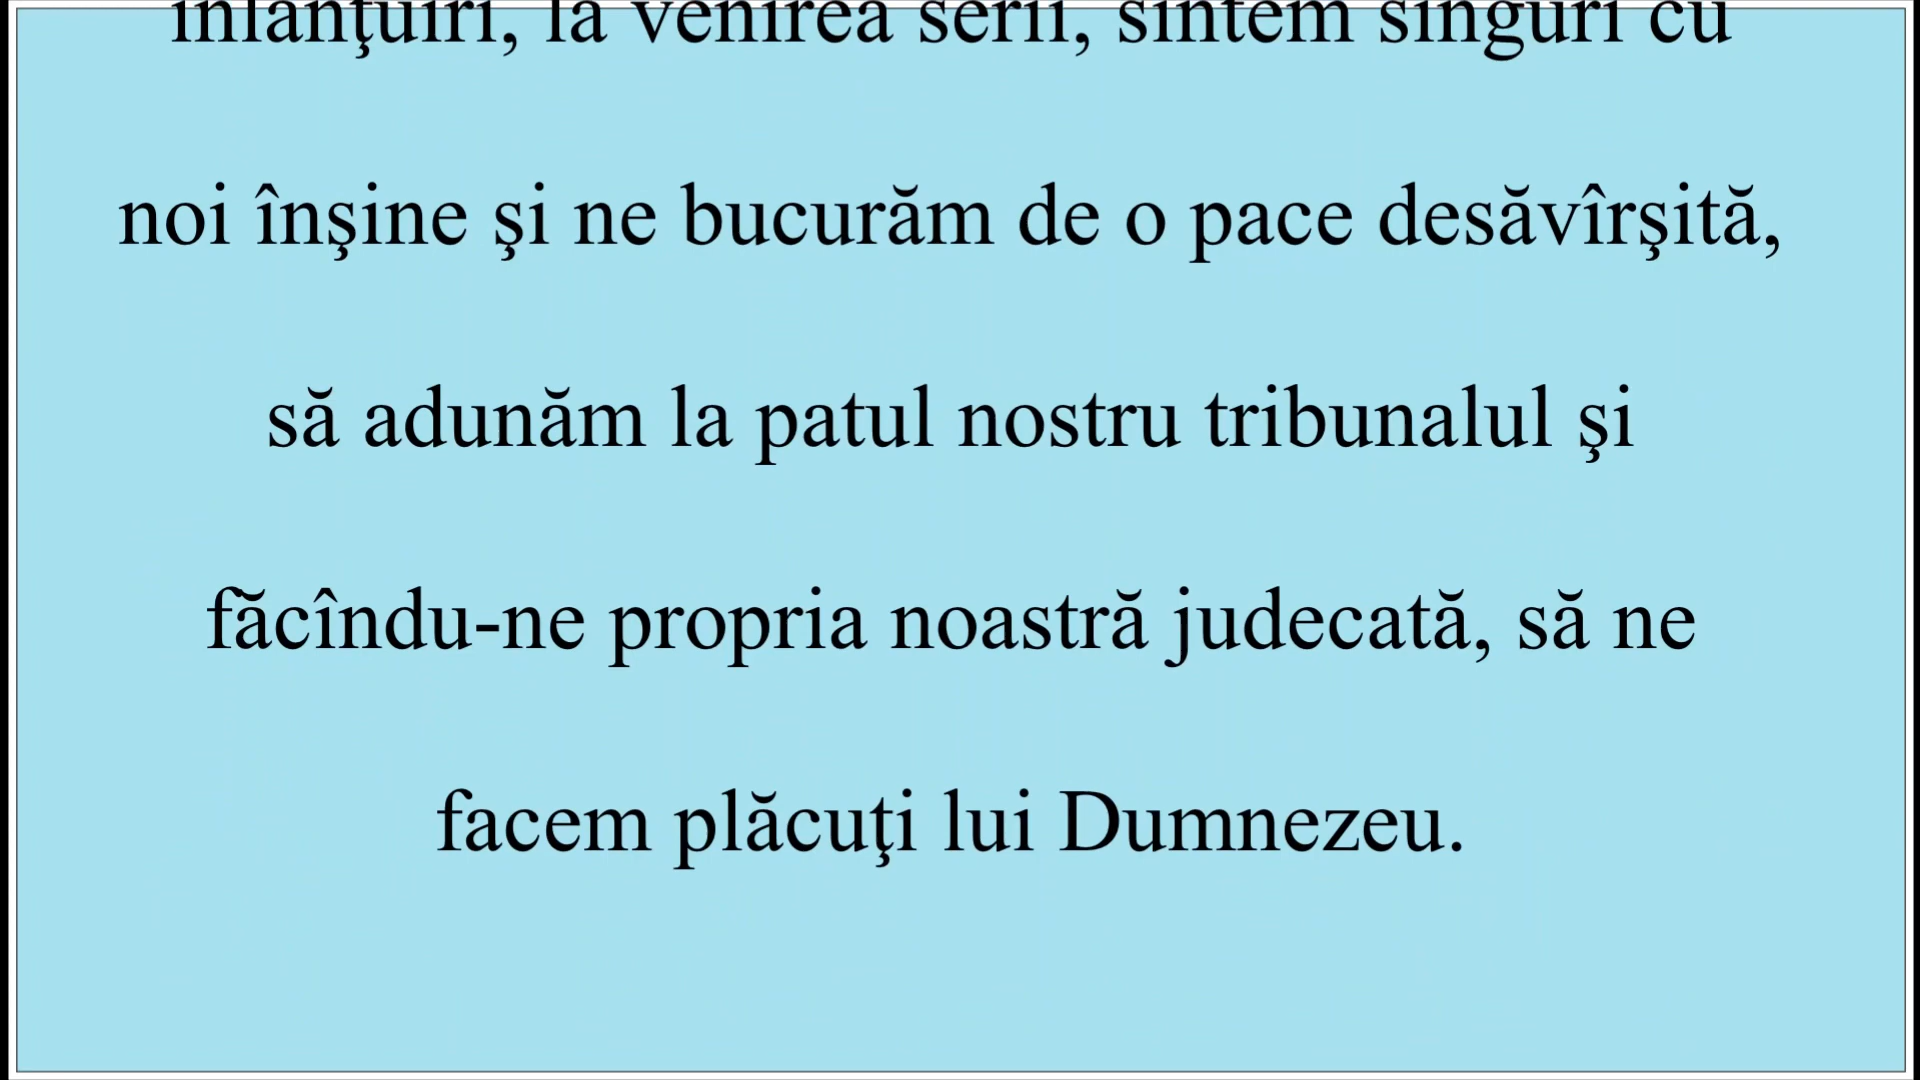 înlănţuiri, la venirea serii, sîntem singuri cu
noi înşine şi ne bucurăm de o pace desăvîrşită,
să adunăm la patul nostru tribunalul şi
făcîndu-ne propria noastră judecată, să ne
facem plăcuţi lui Dumnezeu.